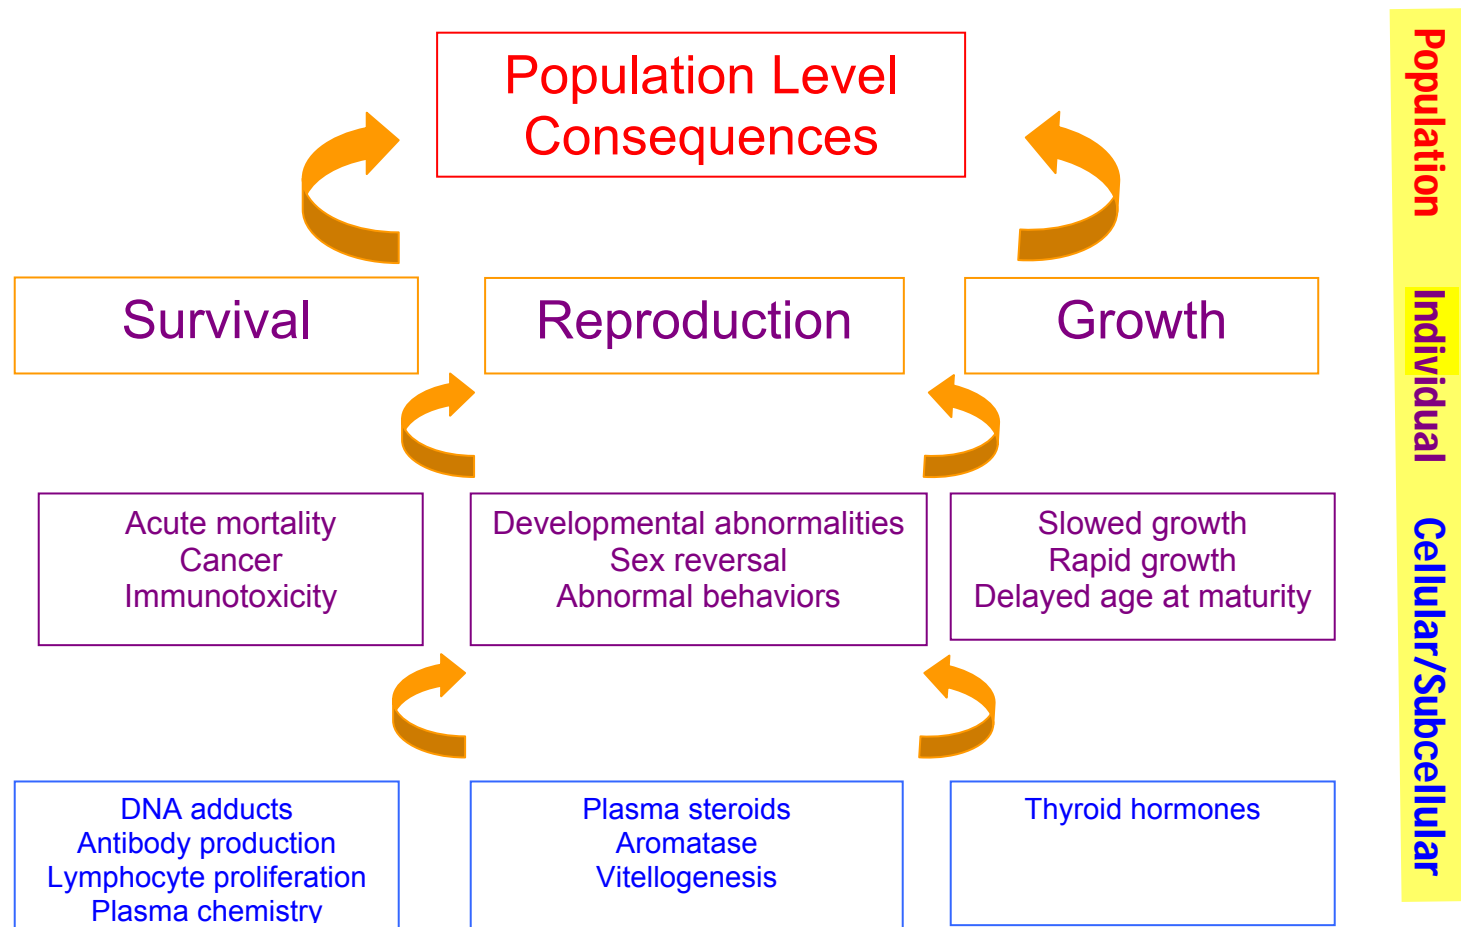 Population Level
Consequences
Survival
Reproduction
Growth
Acute mortality
Cancer
Immunotoxicity
Developmental abnormalities
Sex reversal
Abnormal behaviors
Slowed growth
Rapid growth
Delayed age at maturity
DNA adducts
Antibody production
Lymphocyte proliferation
Plasma chemistry
Plasma steroids
Aromatase
Vitellogenesis
Thyroid hormones
Population
Individual
Cellular/Subcellular